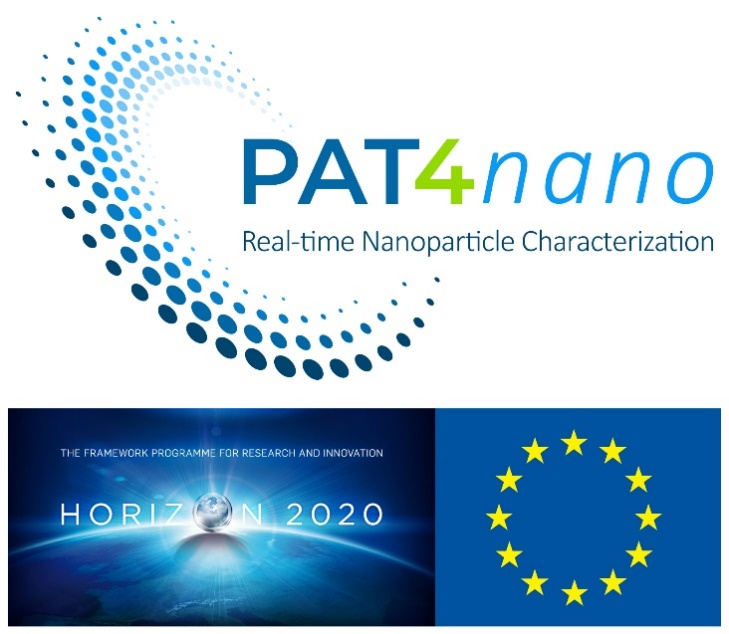 PAT4nano
Real-time Nanoparticle Characterization
THE FRAMEWORK PROGRAMME FOR RESEARCH AND INNOVATION
HORIZON 2020